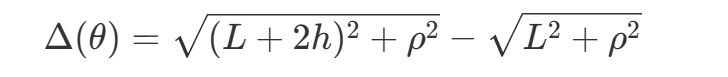 Δ(θ) = √(L + 2h)² + ρ² − √L² + ρ²